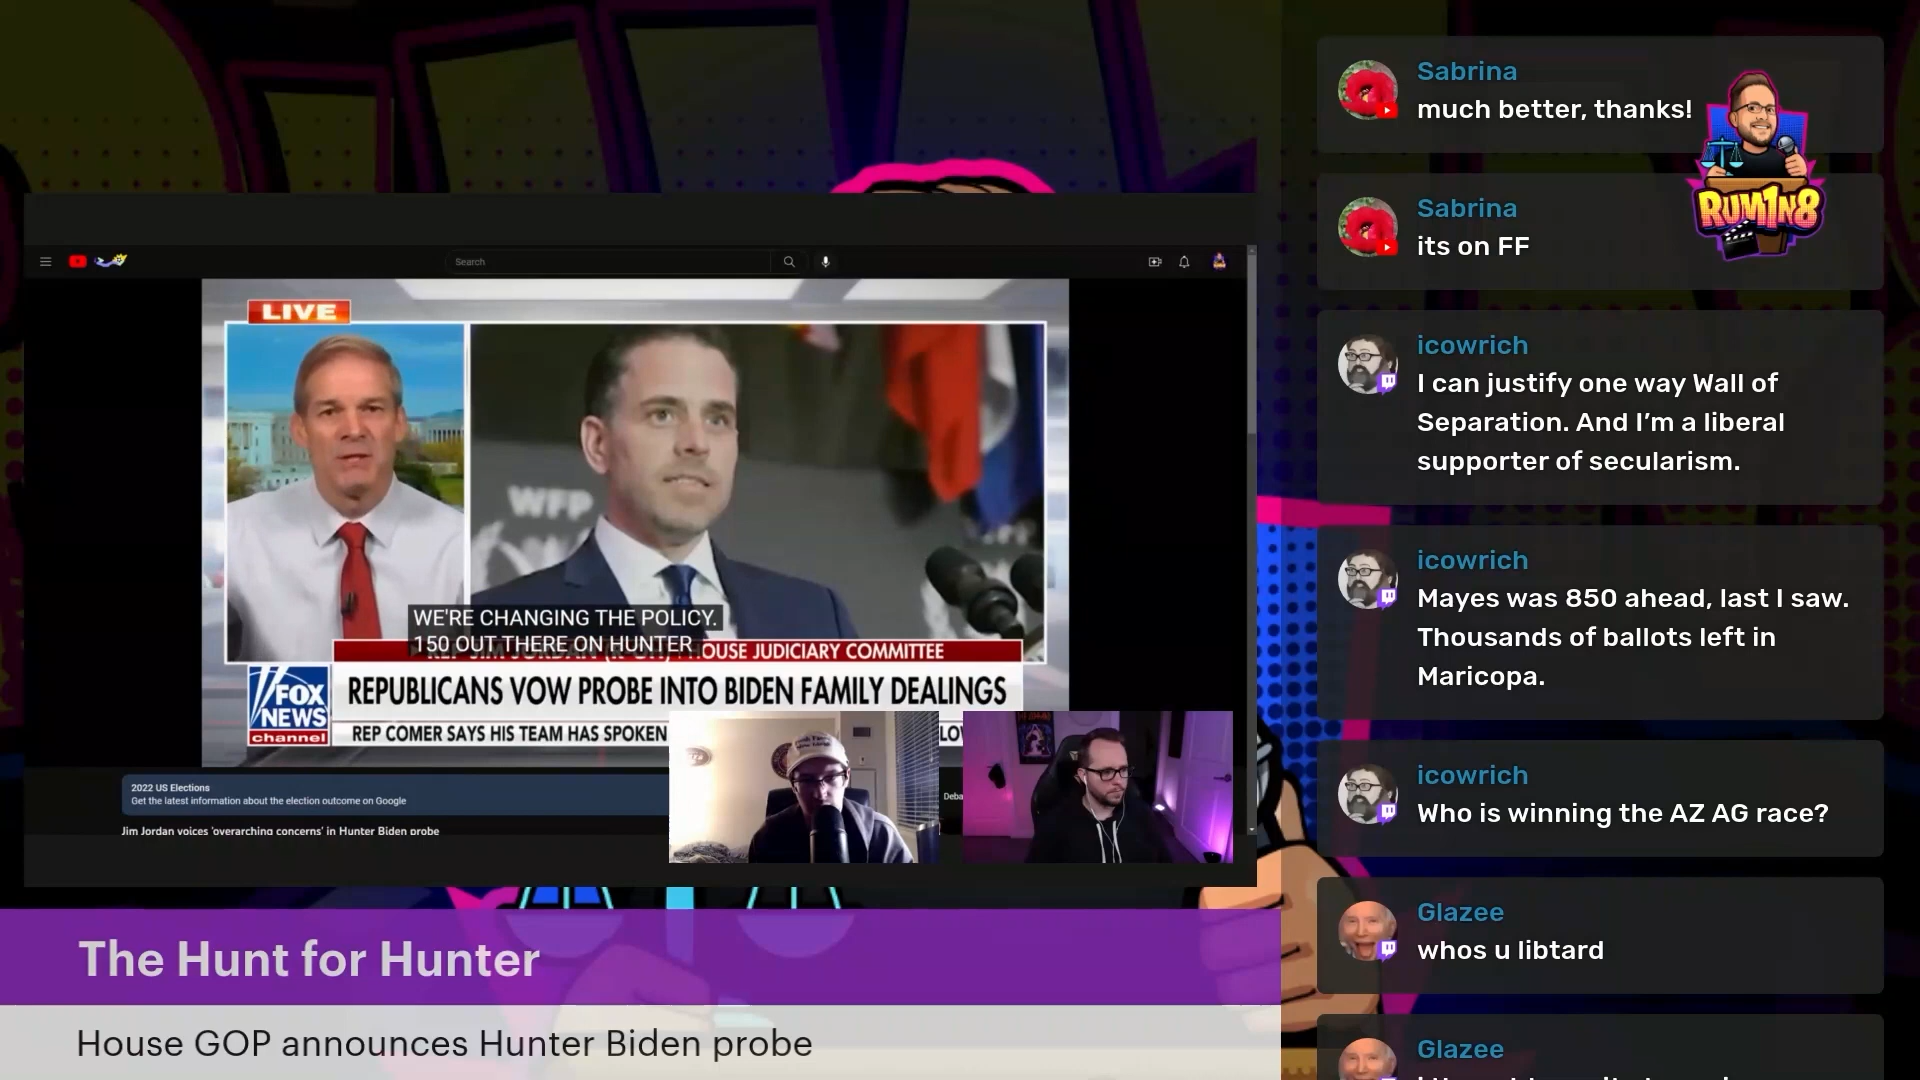 Search
LIVE
WFP
WE'RE CHANGING THE POLICY.
150 OUT THERE ON HUNTER
HOUSE JUDICIARY COMMITTEE
FOX
NEWS
channel
REPUBLICANS VOW PROBE INTO BIDEN FAMILY DEALINGS
REP COMER SAYS HIS TEAM HAS SPOKEN
2022 US Elections
Get the latest information about the election outcome on Google
Jim Jordan voices 'overarching concerns' in Hunter Biden probe
The Hunt for Hunter
House GOP announces Hunter Biden probe
Sabrina
much better, thanks!
RUM1N8
Sabrina
its on FF
icowrich
I can justify one way Wall of
Separation. And I’m a liberal
supporter of secularism.
icowrich
Mayes was 850 ahead, last I saw.
Thousands of ballots left in
Maricopa.
icowrich
Who is winning the AZ AG race?
Glazee
whos u libtard
Glazee